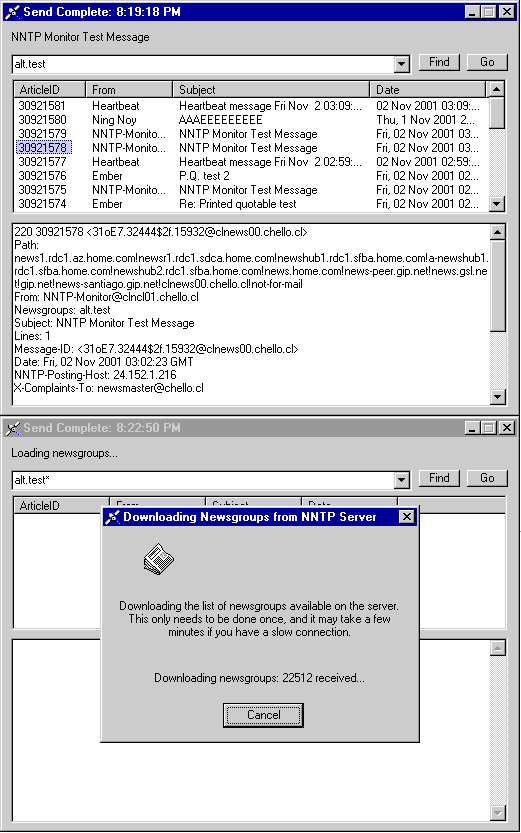 Send Complete: 8:19:18 PM
NNTP Monitor Test Message
alt.test Find Go
ArticleID From Subject Date
30921581 Heartbeat Heartbeat message Fri Nov 2 03:09:... 02 Nov 2001 03:09:...
30921580 Ning Noy AAAEEEEEEEEE Thu, 1 Nov 2001 2...
30921579 NNTP-Monito... NNTP Monitor Test Message Fri, 02 Nov 2001 03...
30921578 NNTP-Monito... NNTP Monitor Test Message Fri, 02 Nov 2001 03...
30921577 Heartbeat Heartbeat message Fri Nov 2 02:59:... 02 Nov 2001 02:59:...
30921576 Ember P.Q. test 2 Fri, 02 Nov 2001 02...
30921575 NNTP-Monito... NNTP Monitor Test Message Fri, 02 Nov 2001 02...
30921574 Ember Re: Printed quotable test Fri, 02 Nov 2001 02...
220 30921578 <31oE7.32444$2f.15932@clnews00.chello.cl>
Path:
news1.rdc1.az.home.com!newsr1.rdc1.sdca.home.com!newshub1.rdc1.sfba.home.com!a-newshub1.
rdc1.sfba.home.com!newshub2.rdc1.sfba.home.com!news.home.com!news-peer.gip.net!news.gsl.ne
t!gip.net!news-santiago.gip.net!clnews00.chello.cl!not-for-mail
From: NNTP-Monitor@clncl01.chello.cl
Newsgroups: alt.test
Subject: NNTP Monitor Test Message
Lines: 1
Message-ID: <31oE7.32444$2f.15932@clnews00.chello.cl>
Date: Fri, 02 Nov 2001 03:02:23 GMT
NNTP-Posting-Host: 24.152.1.216
X-Complaints-To: newsmaster@chello.cl
Send Complete: 8:22:50 PM
Loading newsgroups...
alt.test* Find Go
ArticleID From Subject Date
Downloading Newsgroups from NNTP Server
Downloading the list of newsgroups available on the server.
This only needs to be done once, and it may take a few
minutes if you have a slow connection.
Downloading newsgroups: 22512 received...
Cancel